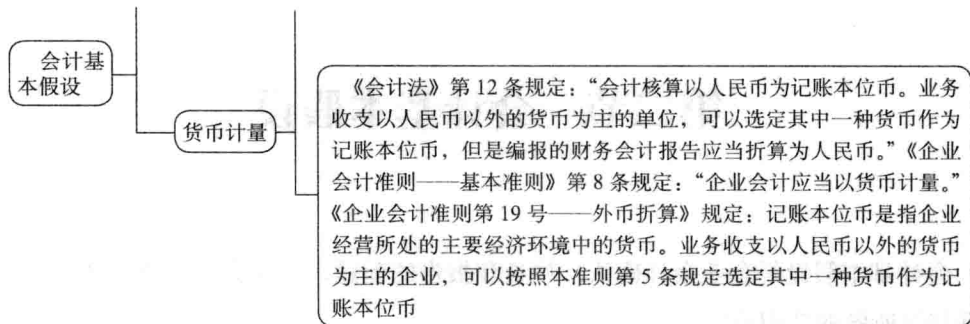 会计基
本假设
货币计量
《会计法》第12条规定：“会计核算以人民币为记账本位币。业务
收支以人民币以外的货币为主的单位，可以选定其中一种货币作为
记账本位币，但是编报的财务会计报告应当折算为人民币。”《企业
会计准则——基本准则》第8条规定：“企业会计应当以货币计量。”
《企业会计准则第19号——外币折算》规定：记账本位币是指企业
经营所处的主要经济环境中的货币。业务收支以人民币以外的货币
为主的企业，可以按照本准则第5条规定选定其中一种货币作为记
账本位币